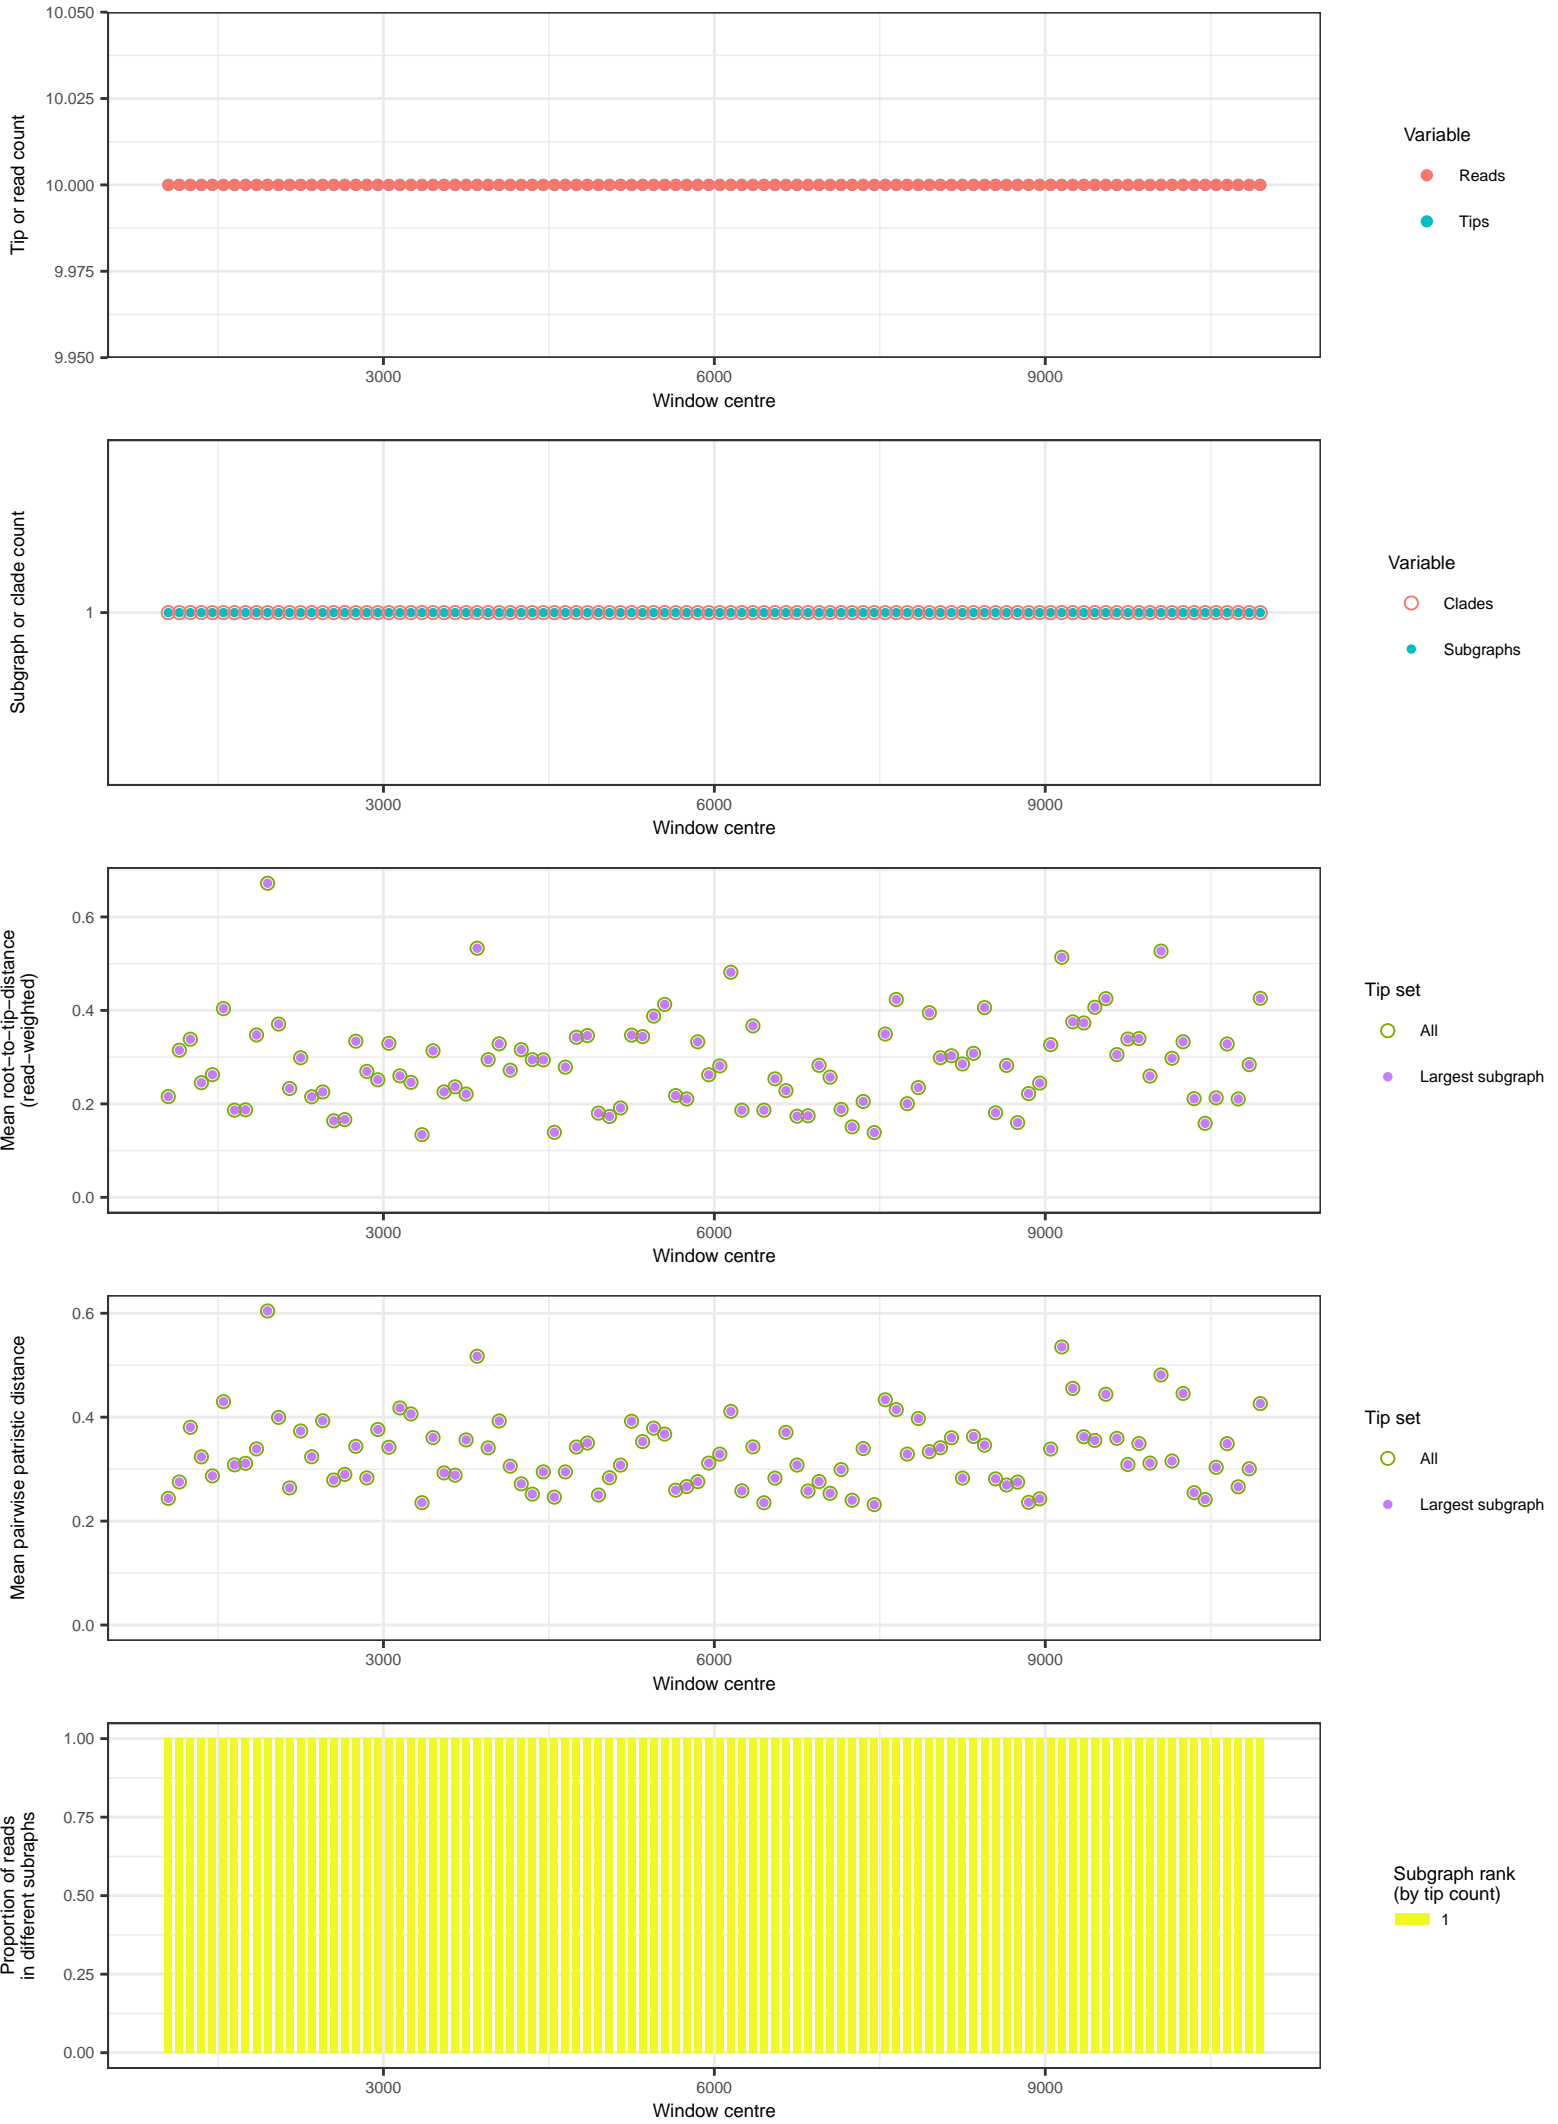 10.050
10.025
10.000
9.975
9.950
Tip or read count
3000
6000
9000
Window centre
Variable
Reads
Tips
1
Subgraph or clade count
3000
6000
9000
Window centre
Variable
Clades
Subgraphs
0.6
0.4
0.2
0.0
Mean root−to−tip−distance
(read−weighted)
3000
6000
9000
Window centre
Tip set
All
Largest subgraph
0.6
0.4
0.2
0.0
Mean pairwise patristic distance
3000
6000
9000
Window centre
Tip set
All
Largest subgraph
1.00
0.75
0.50
0.25
0.00
Proportion of reads
in different subraphs
3000
6000
9000
Window centre
Subgraph rank
(by tip count)
1